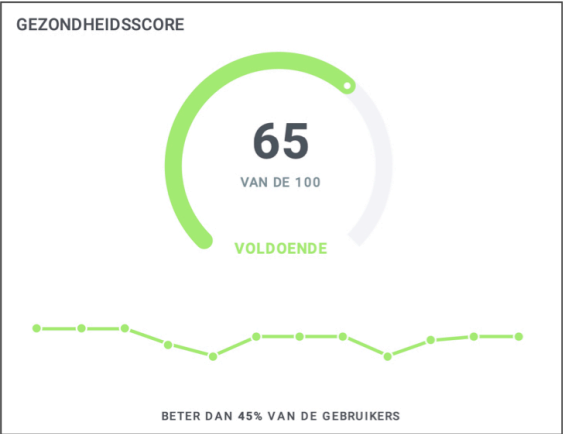 GEZONDHEIDSSCORE
65
VAN DE 100
VOLDOENDE
BETER DAN 45% VAN DE GEBRUIKERS